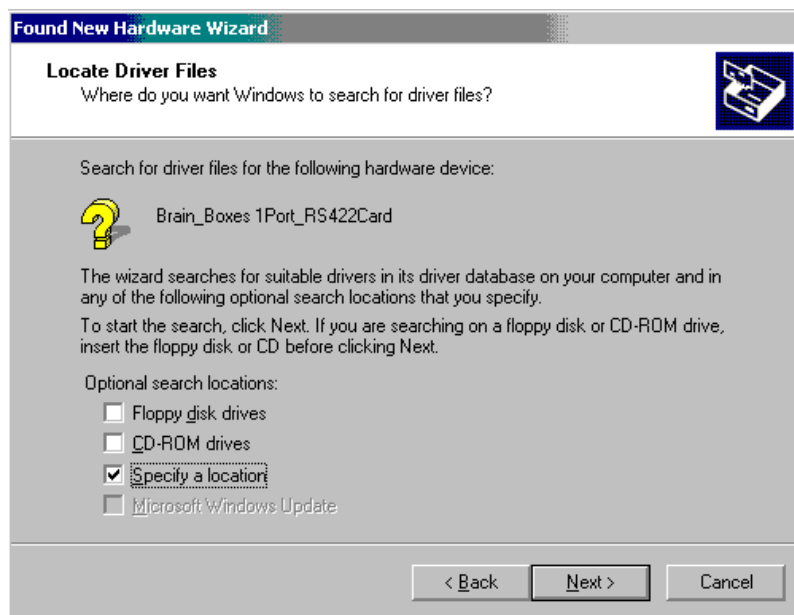 Found New Hardware Wizard
Locate Driver Files
Where do you want Windows to search for driver files?
Search for driver files for the following hardware device:
Brain_Boxes 1Port_RS422Card
The wizard searches for suitable drivers in its driver database on your computer and in
any of the following optional search locations that you specify.
To start the search, click Next. If you are searching on a floppy disk or CD-ROM drive,
insert the floppy disk or CD before clicking Next.
Optional search locations:
Floppy disk drives
CD-ROM drives
Specify a location
Microsoft Windows Update
< Back Next > Cancel